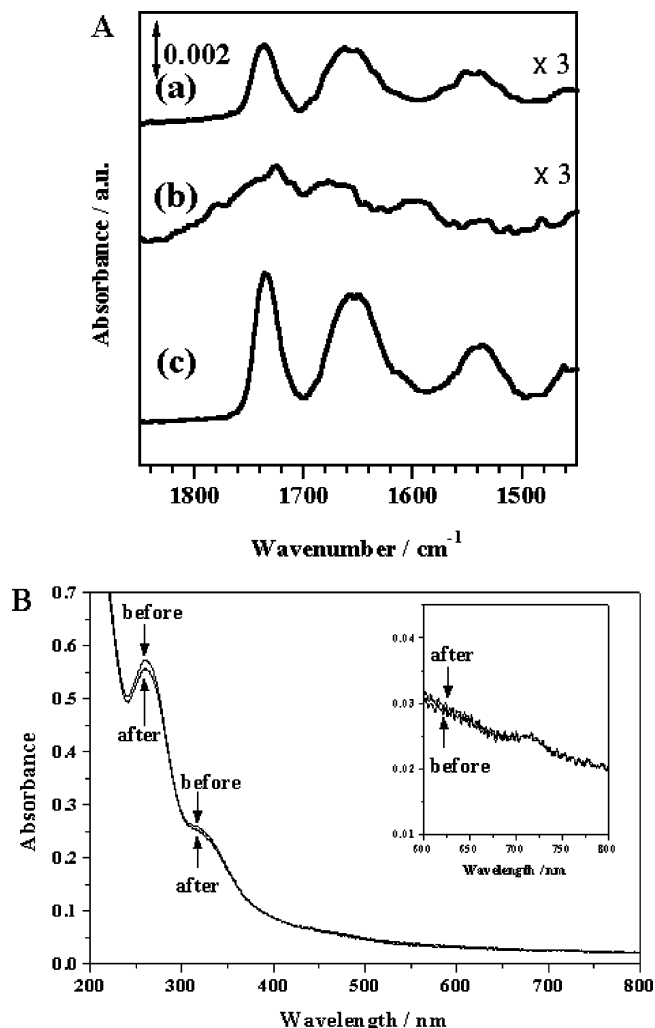 A
0.002
(a)
x 3
(b)
x 3
(c)
Absorbance / a.u.
1800 1700 1600 1500
Wavenumber / cm-1
B
0.7
0.6
0.5
0.4
0.3
0.2
0.1
0.0
Absorbance
before
after
before
after
200 300 400 500 600 700 800
Wavelength / nm
0.04
0.03
0.02
0.01
after
before
600 650 700 750 800
Wavelength /nm